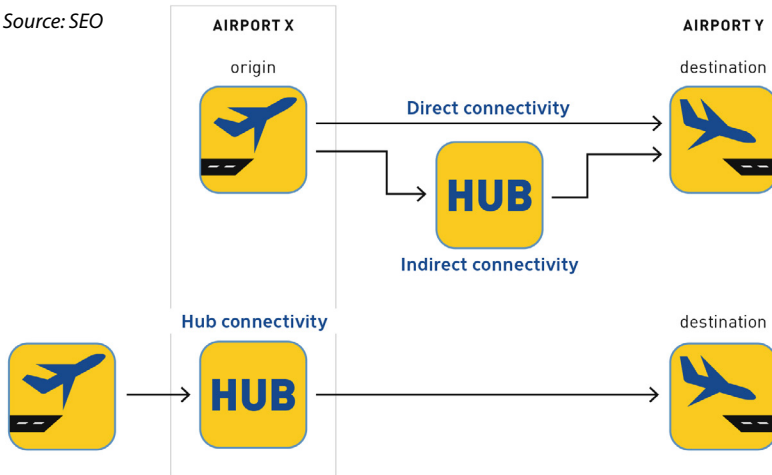 Source: SEO
AIRPORT X
AIRPORT Y
origin
destination
Direct connectivity
HUB
Indirect connectivity
Hub connectivity
destination
HUB